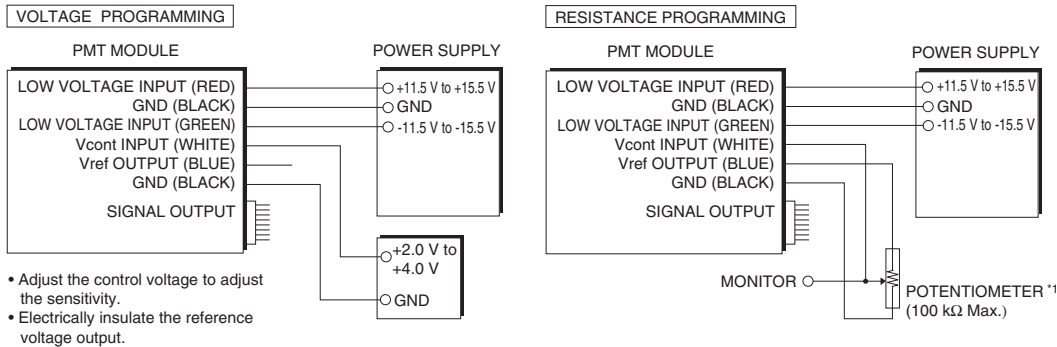 VOLTAGE PROGRAMMING
PMT MODULE
POWER SUPPLY
LOW VOLTAGE INPUT (RED)
GND (BLACK)
LOW VOLTAGE INPUT (GREEN)
Vcont INPUT (WHITE)
Vref OUTPUT (BLUE)
GND (BLACK)
SIGNAL OUTPUT
+11.5 V to +15.5 V
GND
-11.5 V to -15.5 V
+2.0 V to
+4.0 V
GND
• Adjust the control voltage to adjust
the sensitivity.
• Electrically insulate the reference
voltage output.
RESISTANCE PROGRAMMING
PMT MODULE
POWER SUPPLY
LOW VOLTAGE INPUT (RED)
GND (BLACK)
LOW VOLTAGE INPUT (GREEN)
Vcont INPUT (WHITE)
Vref OUTPUT (BLUE)
GND (BLACK)
SIGNAL OUTPUT
+11.5 V to +15.5 V
GND
-11.5 V to -15.5 V
MONITOR
POTENTIOMETER *1
(100 kΩ Max.)